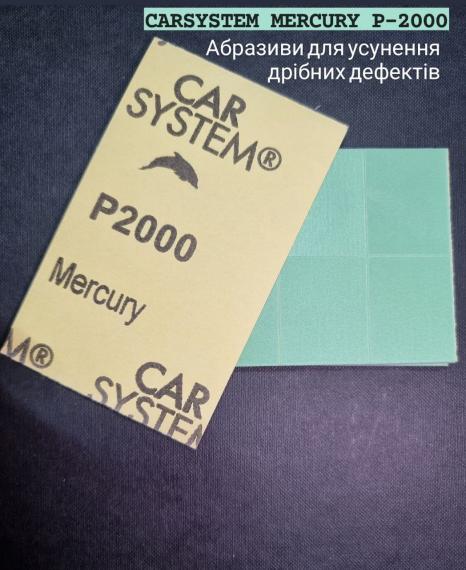 CARSYSTEM MERCURY P-2000
Абразиви для усунення
дрібних дефектів
CAR
SYSTEM®
P2000
Mercury
M®
CAR
SYSTEM